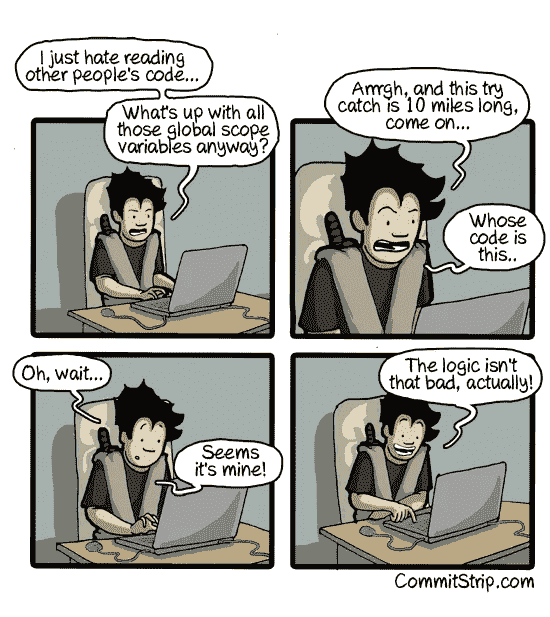 I just hate reading
other people's code...
What's up with all
those global scope
variables anyway?
Arrrgh, and this try
catch is 10 miles long,
come on...
Whose
code is
this..
Oh, wait...
Seems
it's mine!
The logic isn't
that bad, actually!
CommitStrip.com